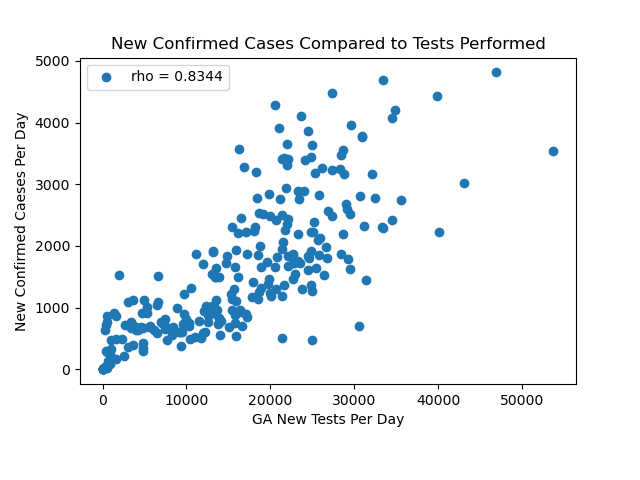 New Confirmed Cases Compared to Tests Performed
rho = 0.8344
New Confirmed Caeses Per Day
5000
4000
3000
2000
1000
0
0 10000 20000 30000 40000 50000
GA New Tests Per Day